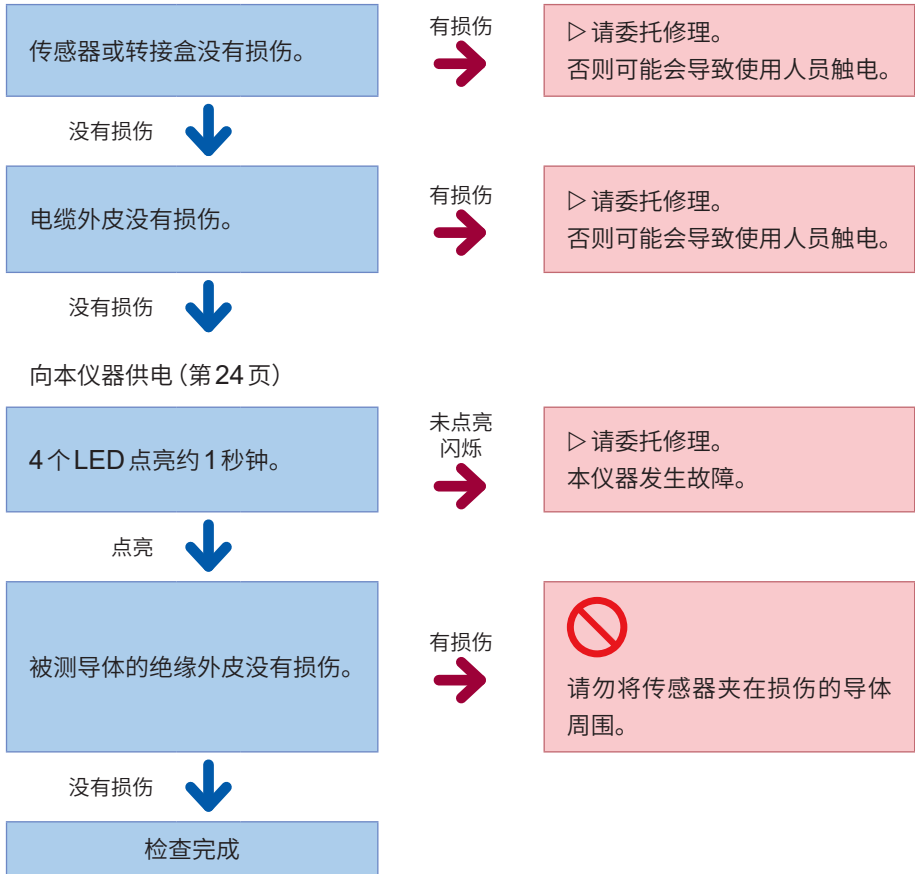 传感器或转接盒没有损伤。
有损伤
▷请委托修理。
否则可能会导致使用人员触电。
没有损伤
电缆外皮没有损伤。
有损伤
▷请委托修理。
否则可能会导致使用人员触电。
没有损伤
向本仪器供电（第24页）
4个LED点亮约1秒钟。
未点亮
闪烁
▷请委托修理。
本仪器发生故障。
点亮
被测导体的绝缘外皮没有损伤。
有损伤
请勿将传感器夹在损伤的导体
周围。
没有损伤
检查完成